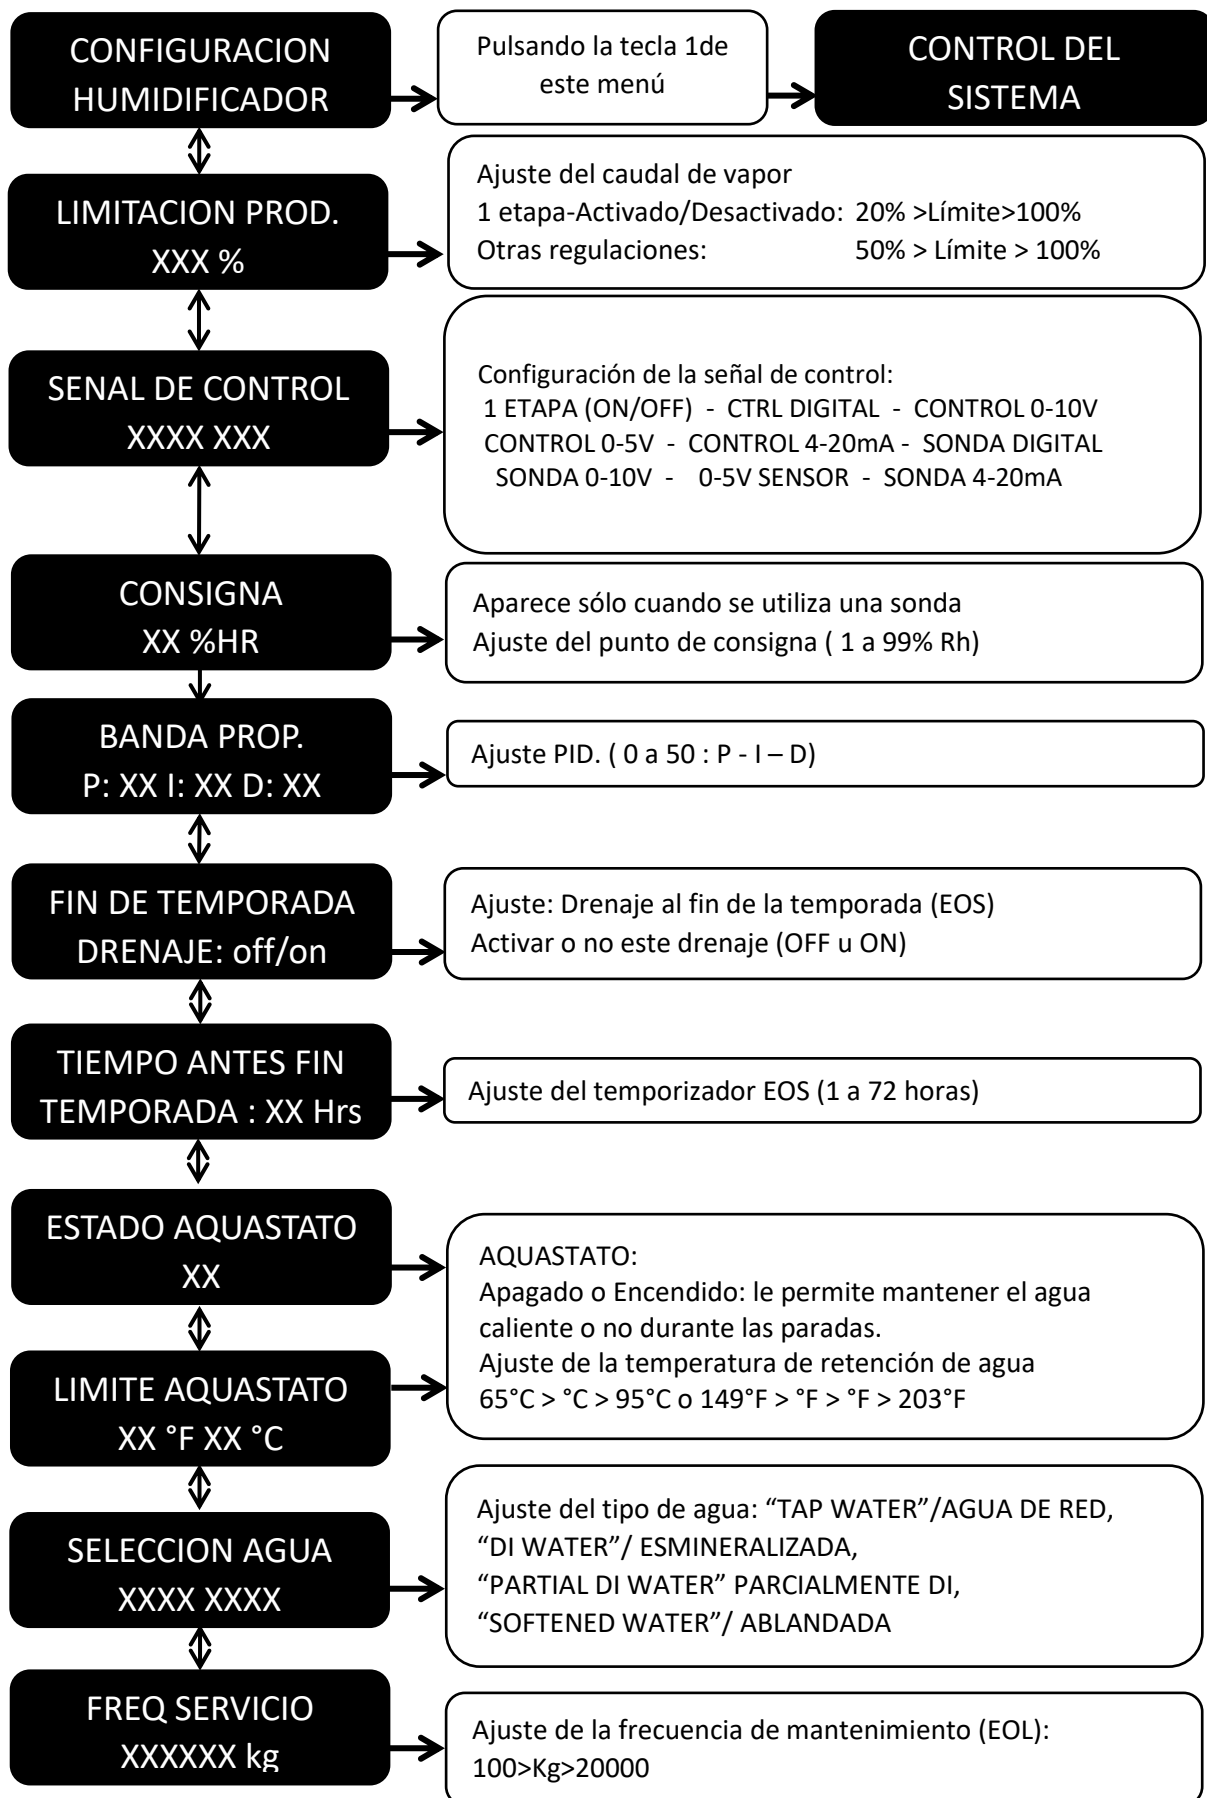 CONFIGURACION
HUMIDIFICADOR
Pulsando la tecla 1de
este menú
CONTROL DEL
SISTEMA
LIMITACION PROD.
XXX %
Ajuste del caudal de vapor
1 etapa-Activado/Desactivado: 20% >Límite>100%
Otras regulaciones: 50% > Límite > 100%
SENAL DE CONTROL
XXXX XXX
Configuración de la señal de control:
1 ETAPA (ON/OFF) - CTRL DIGITAL - CONTROL 0-10V
CONTROL 0-5V - CONTROL 4-20mA - SONDA DIGITAL
SONDA 0-10V - 0-5V SENSOR - SONDA 4-20mA
CONSIGNA
XX %HR
Aparece sólo cuando se utiliza una sonda
Ajuste del punto de consigna ( 1 a 99% Rh)
BANDA PROP.
P: XX I: XX D: XX
Ajuste PID. ( 0 a 50 : P - I – D)
FIN DE TEMPORADA
DRENAJE: off/on
Ajuste: Drenaje al fin de la temporada (EOS)
Activar o no este drenaje (OFF u ON)
TIEMPO ANTES FIN
TEMPORADA : XX Hrs
Ajuste del temporizador EOS (1 a 72 horas)
ESTADO AQUASTATO
XX
LIMITE AQUASTATO
XX °F XX °C
AQUASTATO:
Apagado o Encendido: le permite mantener el agua
caliente o no durante las paradas.
Ajuste de la temperatura de retención de agua
65°C > °C > 95°C o 149°F > °F > °F > 203°F
SELECCION AGUA
XXXX XXXX
Ajuste del tipo de agua: “TAP WATER”/AGUA DE RED,
“DI WATER”/ ESMINERALIZADA,
“PARTIAL DI WATER” PARCIALMENTE DI,
“SOFTENED WATER”/ ABLANDADA
FREQ SERVICIO
XXXXXX kg
Ajuste de la frecuencia de mantenimiento (EOL):
100>Kg>20000